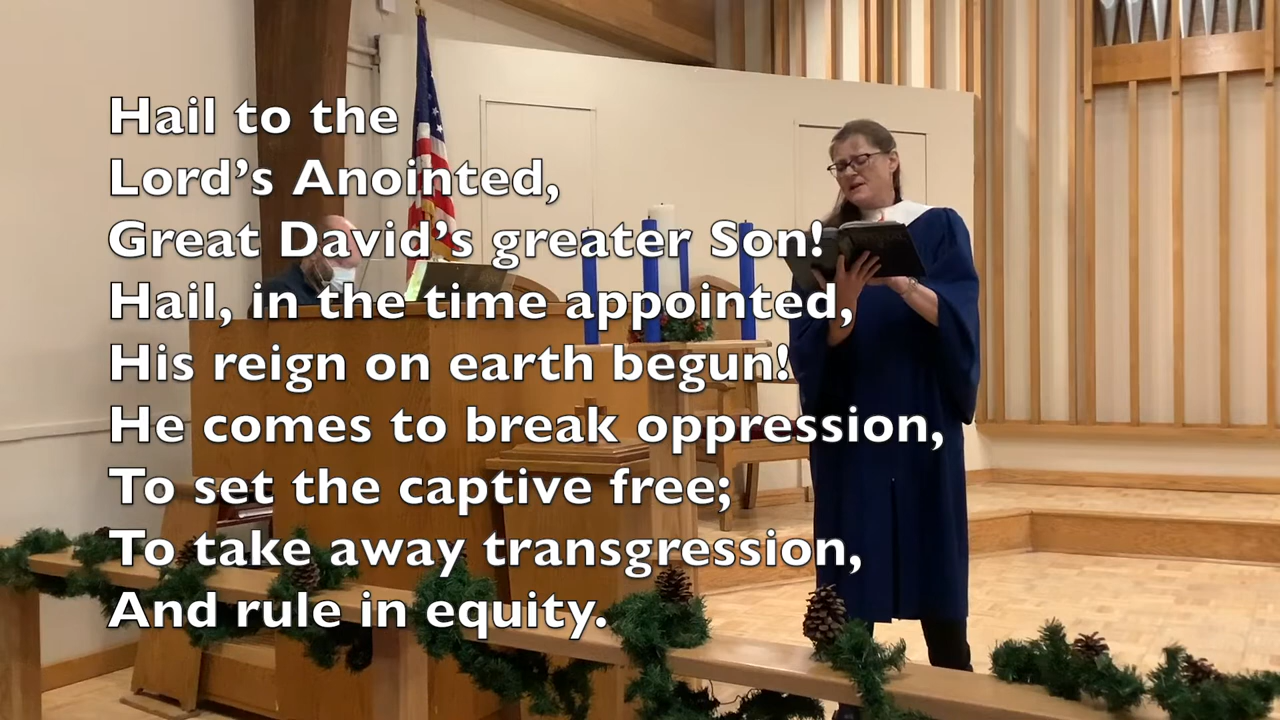 Hail to the
Lord’s Anointed,
Great David’s greater Son!
Hail, in the time appointed,
His reign on earth begun!
He comes to break oppression,
To set the captive free;
To take away transgression,
And rule in equity.